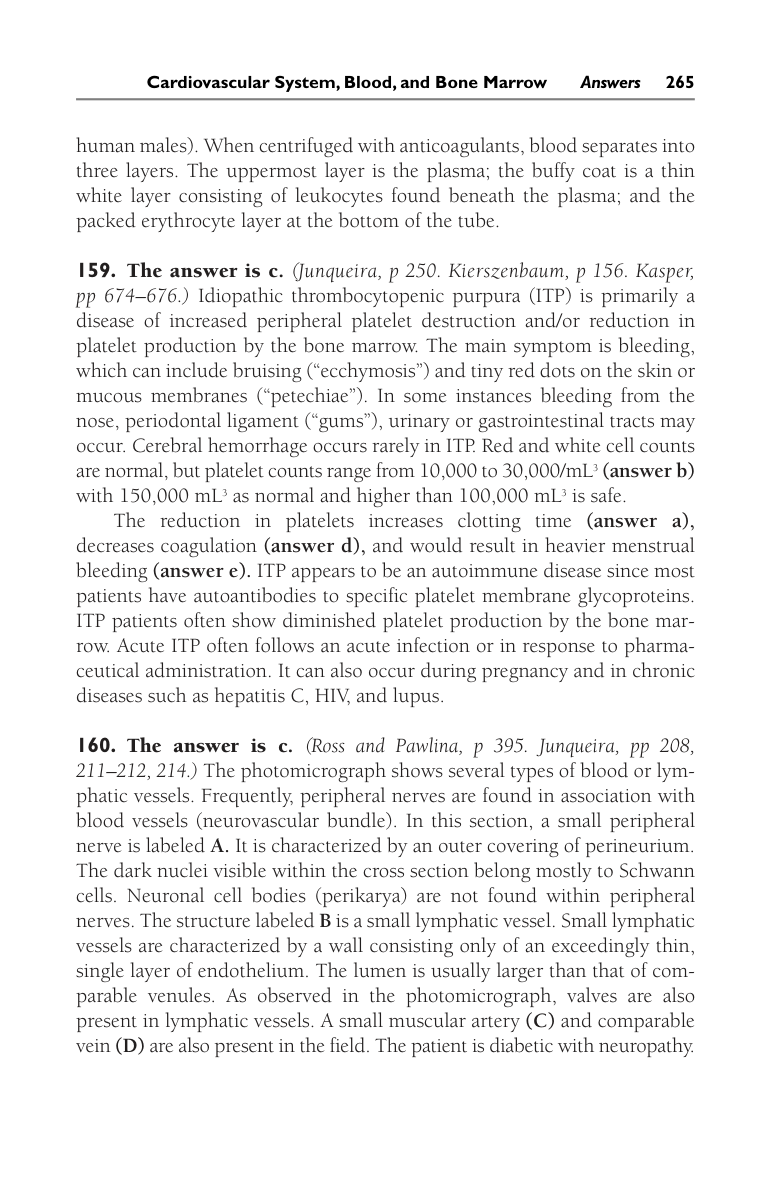 Cardiovascular System, Blood, and Bone Marrow Answers 265
human males). When centrifuged with anticoagulants, blood separates into
three layers. The uppermost layer is the plasma; the buffy coat is a thin
white layer consisting of leukocytes found beneath the plasma; and the
packed erythrocyte layer at the bottom of the tube.
159. The answer is c. (Junqueira, p 250. Kierszenbaum, p 156. Kasper,
pp 674–676.) Idiopathic thrombocytopenic purpura (ITP) is primarily a
disease of increased peripheral platelet destruction and/or reduction in
platelet production by the bone marrow. The main symptom is bleeding,
which can include bruising (“ecchymosis”) and tiny red dots on the skin or
mucous membranes (“petechiae”). In some instances bleeding from the
nose, periodontal ligament (“gums”), urinary or gastrointestinal tracts may
occur. Cerebral hemorrhage occurs rarely in ITP. Red and white cell counts
are normal, but platelet counts range from 10,000 to 30,000/mL³ (answer b)
with 150,000 mL³ as normal and higher than 100,000 mL³ is safe.
The reduction in platelets increases clotting time (answer a),
decreases coagulation (answer d), and would result in heavier menstrual
bleeding (answer e). ITP appears to be an autoimmune disease since most
patients have autoantibodies to specific platelet membrane glycoproteins.
ITP patients often show diminished platelet production by the bone mar-
row. Acute ITP often follows an acute infection or in response to pharma-
ceutical administration. It can also occur during pregnancy and in chronic
diseases such as hepatitis C, HIV, and lupus.
160. The answer is c. (Ross and Pawlina, p 395. Junqueira, pp 208,
211–212, 214.) The photomicrograph shows several types of blood or lym-
phatic vessels. Frequently, peripheral nerves are found in association with
blood vessels (neurovascular bundle). In this section, a small peripheral
nerve is labeled A. It is characterized by an outer covering of perineurium.
The dark nuclei visible within the cross section belong mostly to Schwann
cells. Neuronal cell bodies (perikarya) are not found within peripheral
nerves. The structure labeled B is a small lymphatic vessel. Small lymphatic
vessels are characterized by a wall consisting only of an exceedingly thin,
single layer of endothelium. The lumen is usually larger than that of com-
parable venules. As observed in the photomicrograph, valves are also
present in lymphatic vessels. A small muscular artery (C) and comparable
vein (D) are also present in the field. The patient is diabetic with neuropathy.